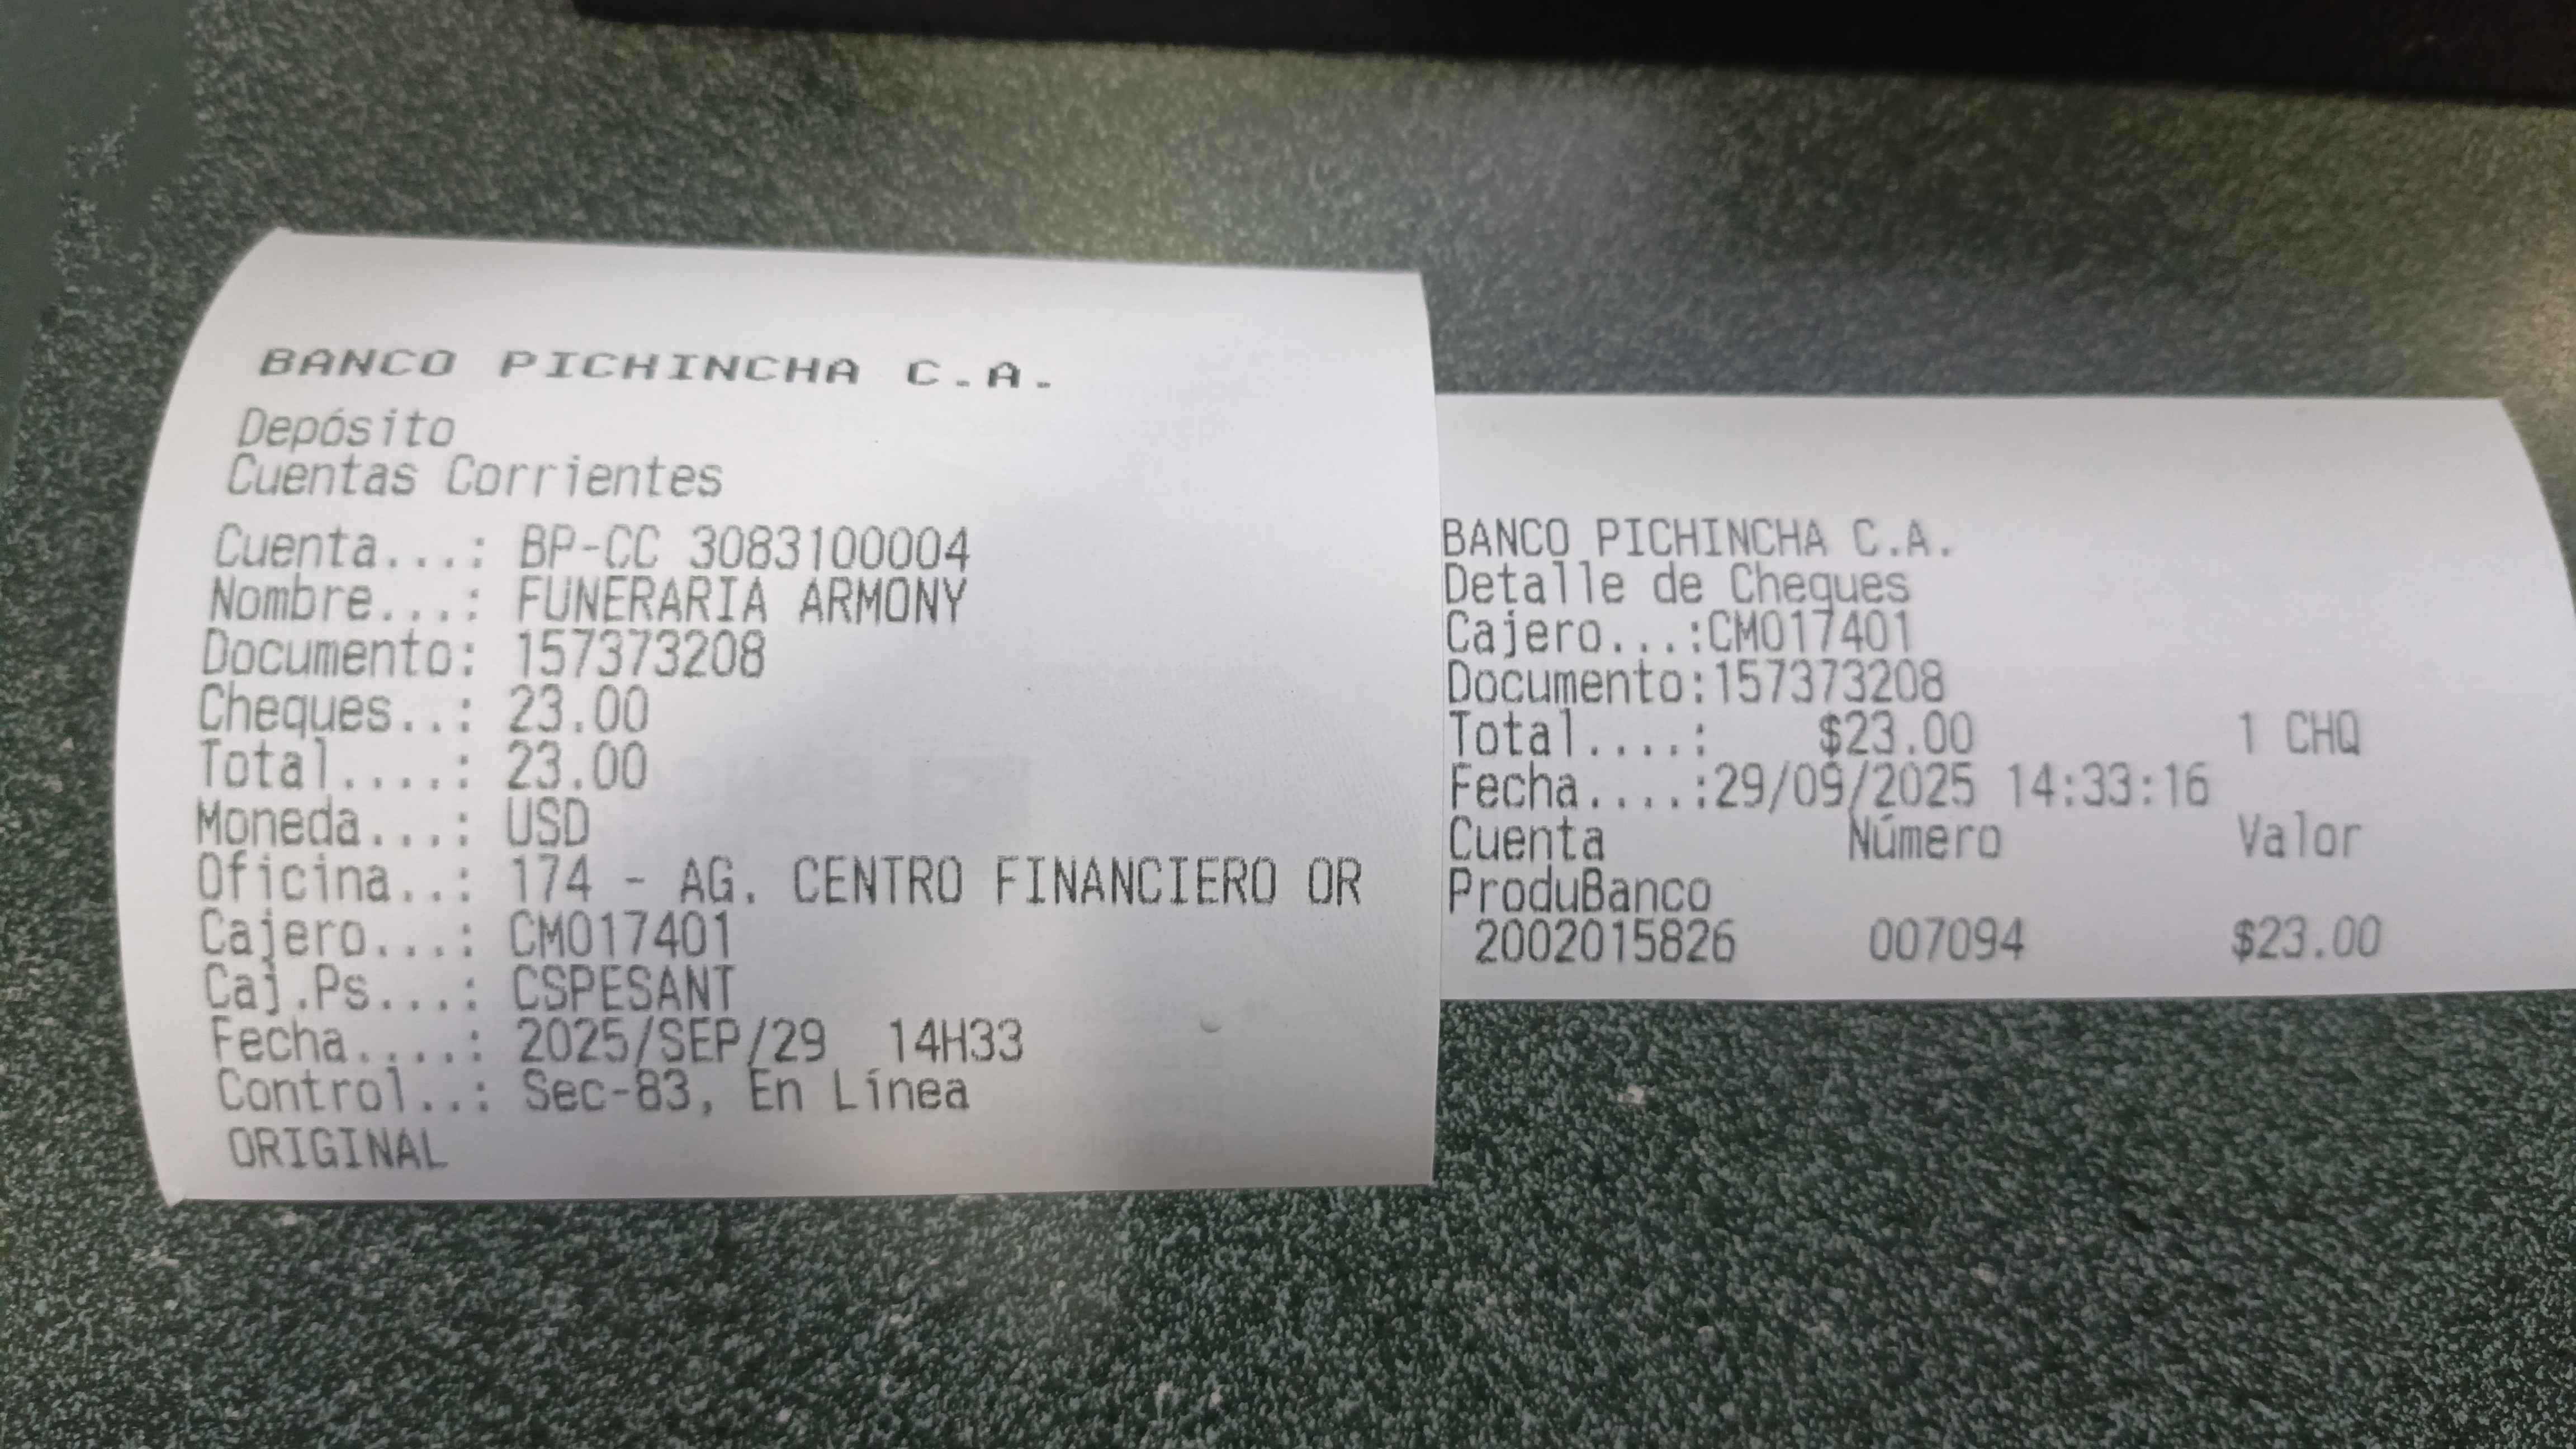 BANCO PICHINCHA C.A.
Depósito
Cuentas Corrientes
Cuenta...: BP-CC 3083100004
Nombre...: FUNERARIA ARMONY
Documento: 157373208
Cheques..: 23.00
Total....: 23.00
Moneda...: USD
Oficina..: 174 - AG. CENTRO FINANCIERO OR
Cajero...: CM017401
Caj.Ps...: CSPESANT
Fecha....: 2025/SEP/29 14H33
Control..: Sec-83, En Línea
ORIGINAL
BANCO PICHINCHA C.A.
Detalle de Cheques
Cajero...:CM017401
Documento:157373208
Total....: $23.00 1 CHQ
Fecha....:29/09/2025 14:33:16
Cuenta Número Valor
ProduBanco
2002015826 007094 $23.00